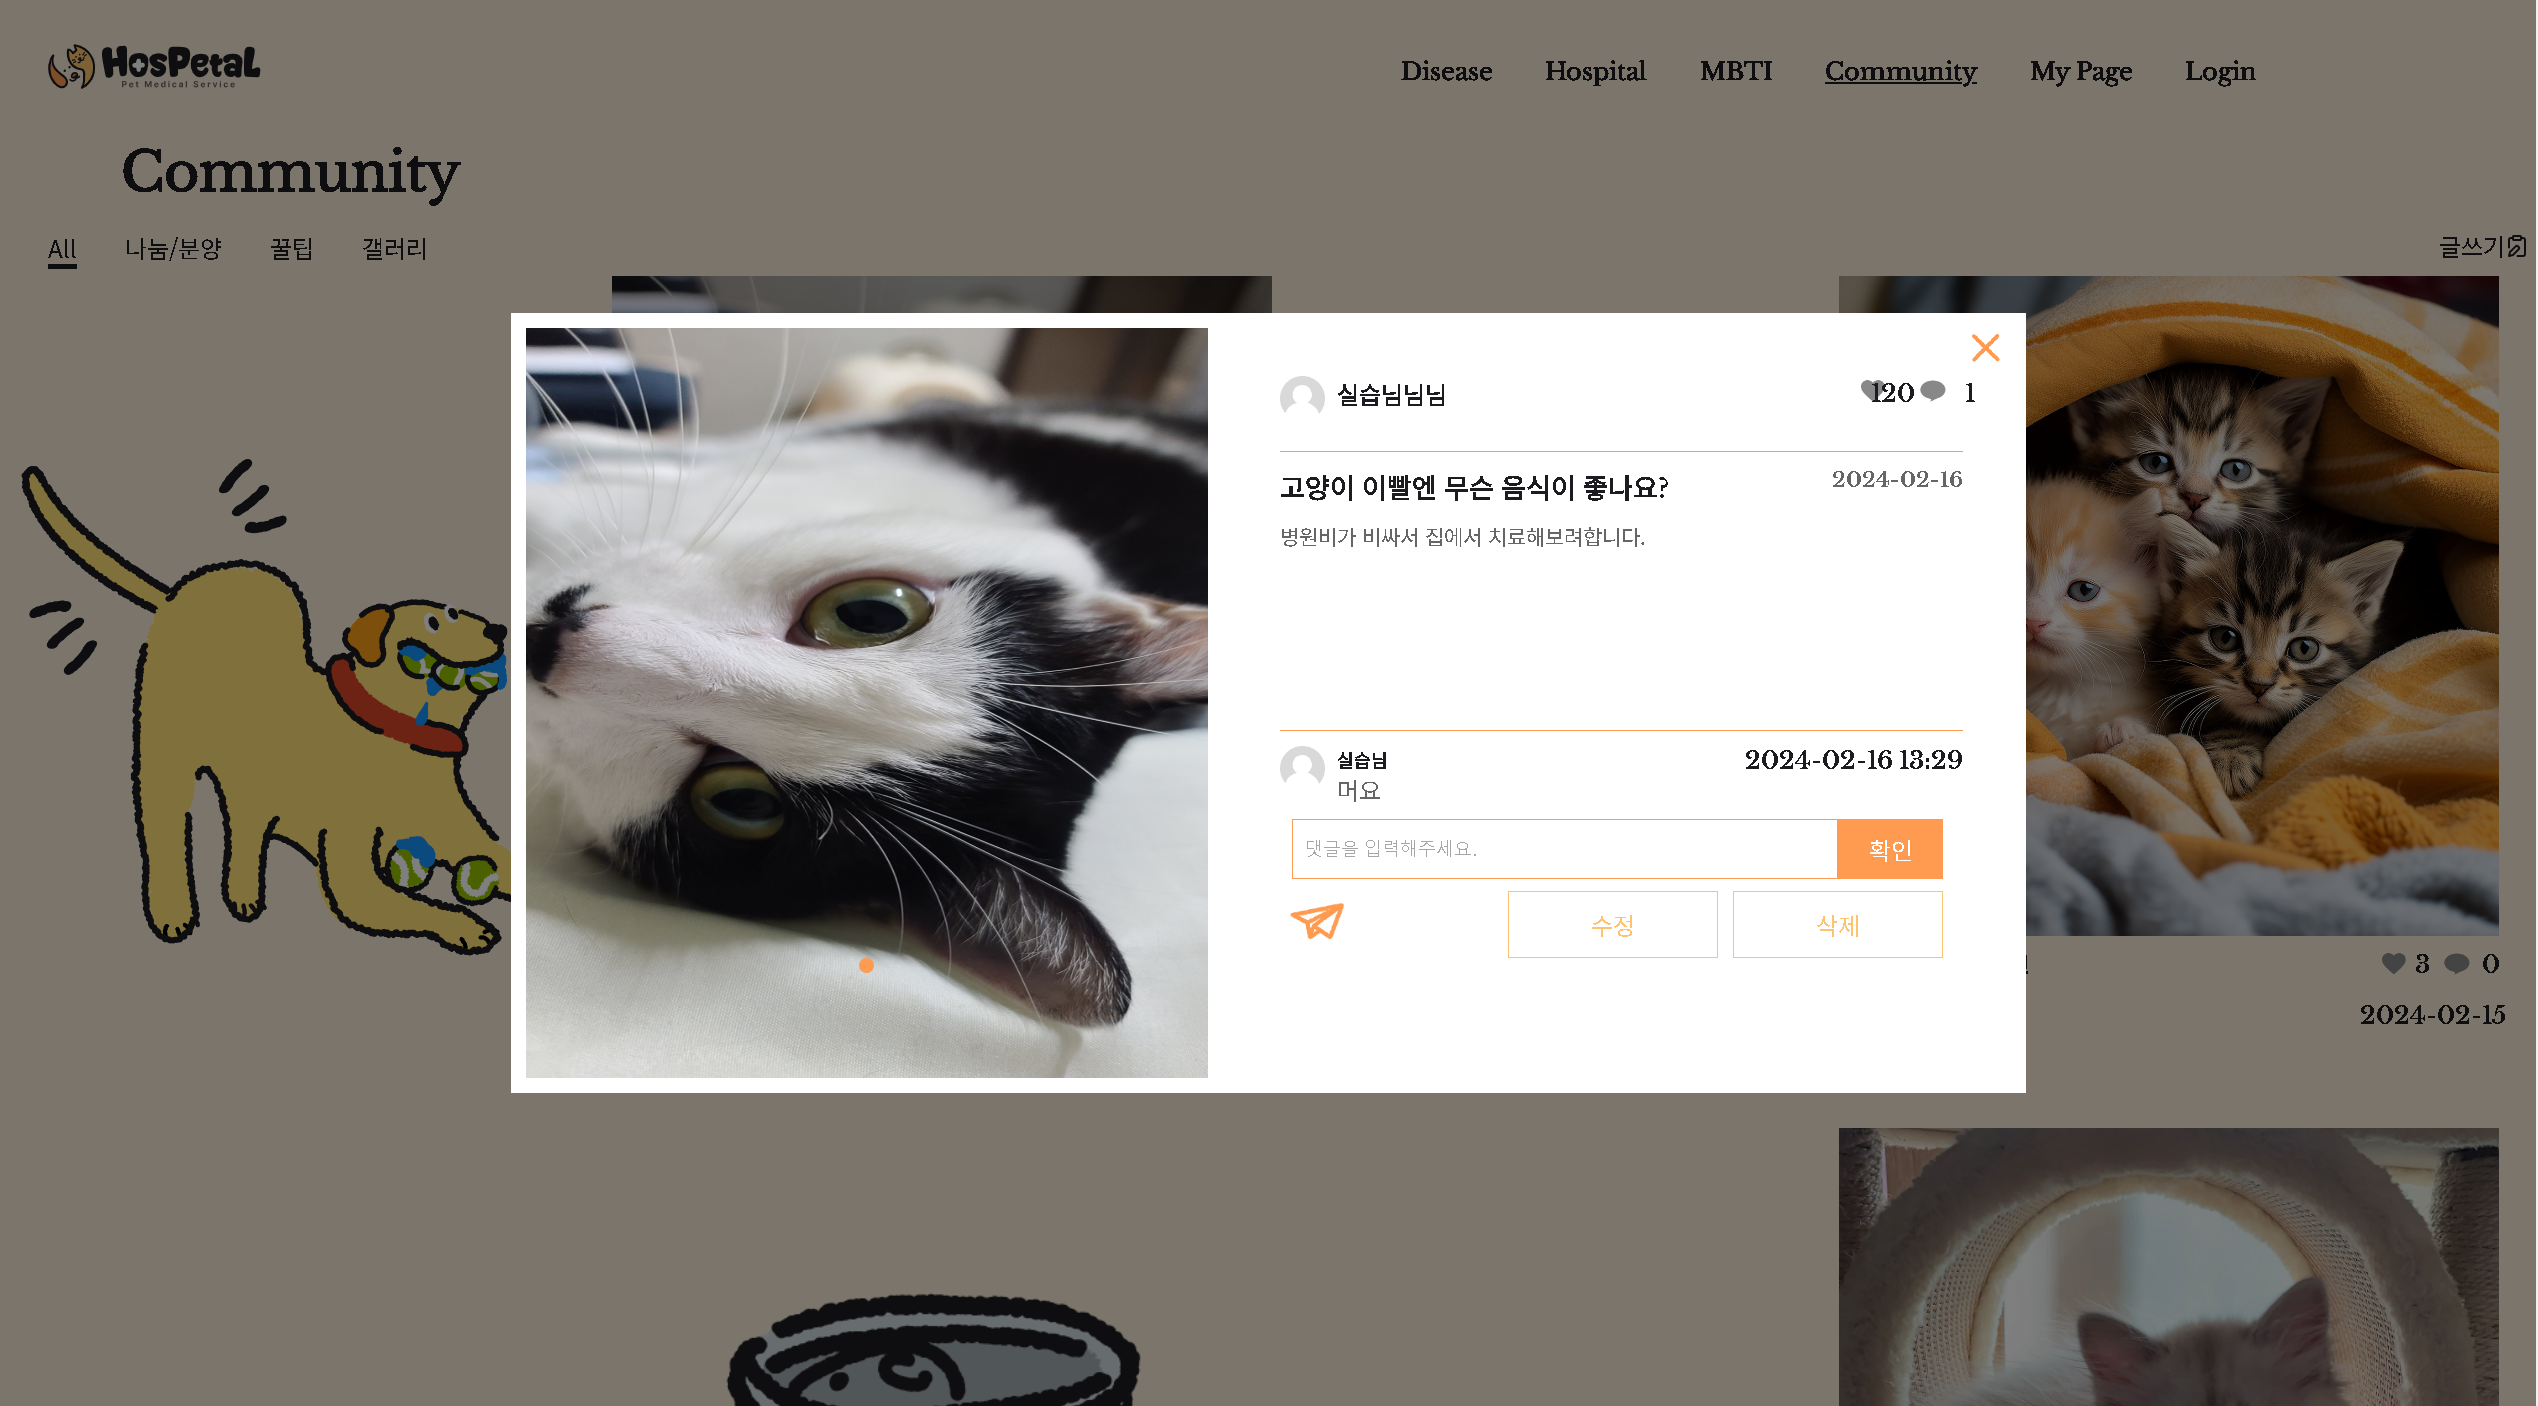 HosPetaL
Pet Medical Service
Disease Hospital MBTI Community My Page Login
Community
All 나눔/분양 꿀팁 갤러리 글쓰기
실습님님님 120 1
고양이 이빨엔 무슨 음식이 좋나요? 2024-02-16
병원비가 비싸서 집에서 치료해보려합니다.
실습님 2024-02-16 13:29
머요
댓글을 입력해주세요. 확인
수정 삭제
3 0
2024-02-15